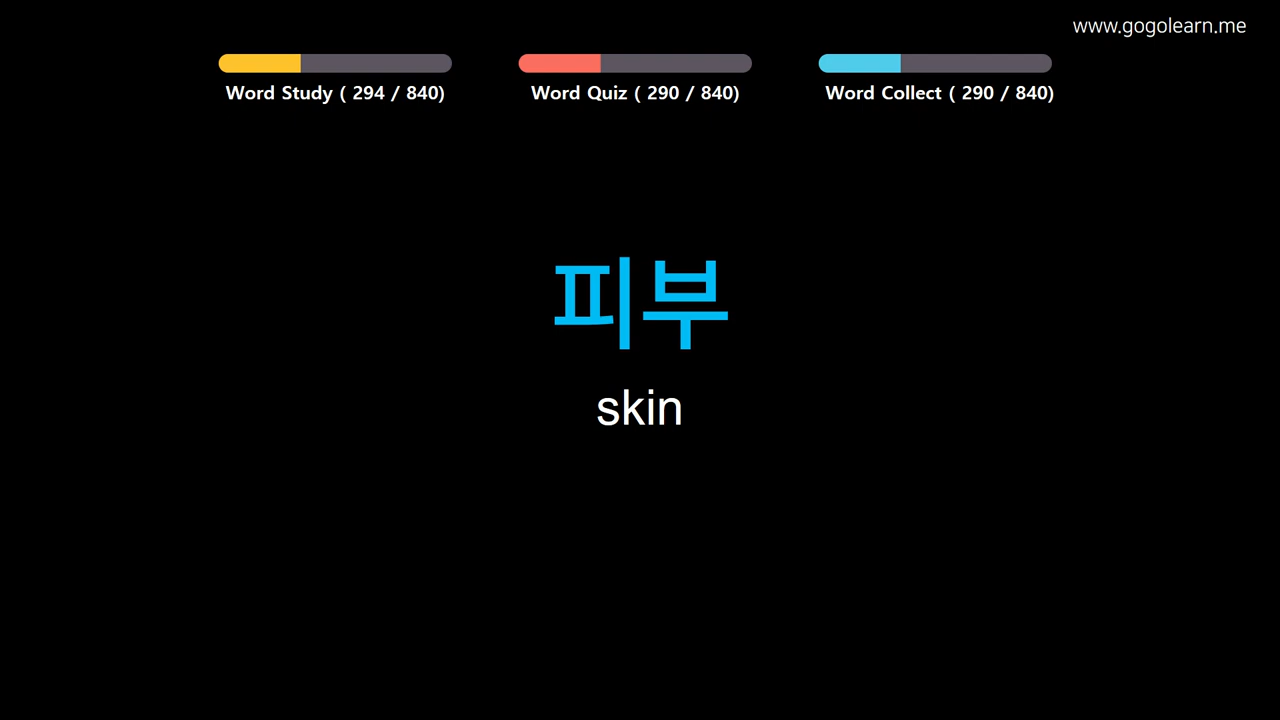 www.gogolearn.me
Word Study ( 294 / 840)
Word Quiz ( 290 / 840)
Word Collect ( 290 / 840)
피부
skin